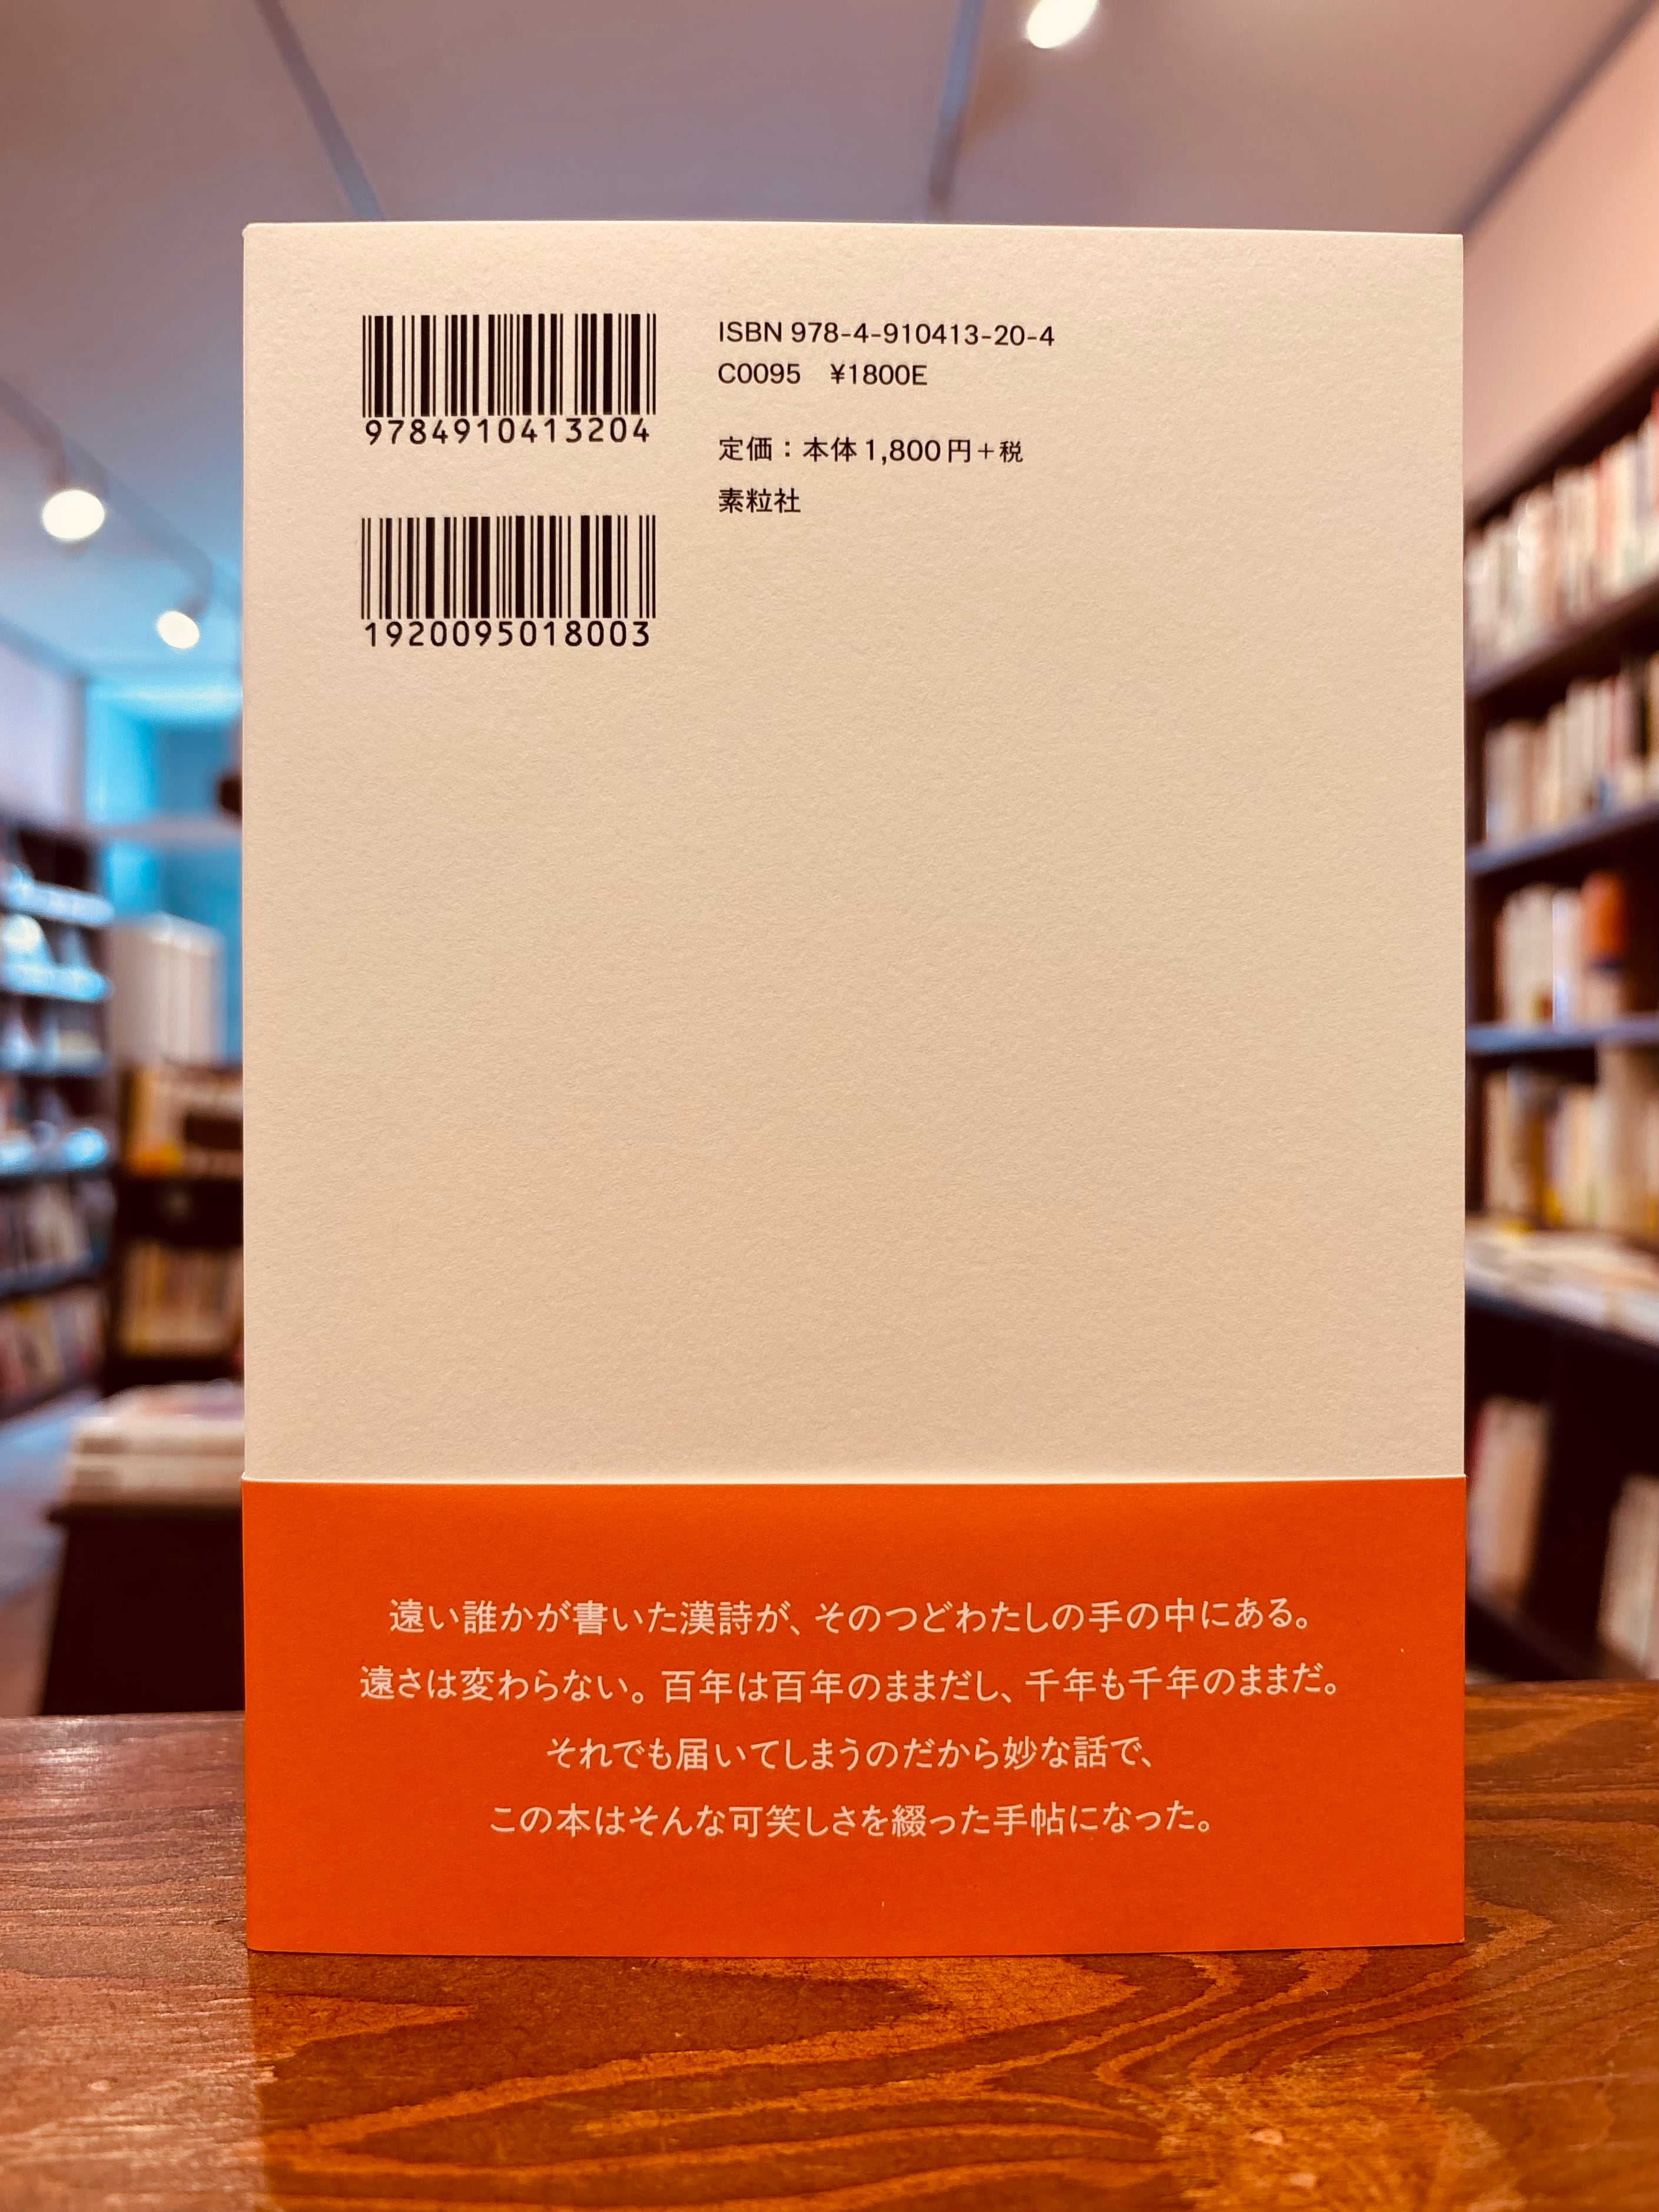 9784910413204
1920095018003
ISBN 978-4-910413-20-4
C0095 ¥1800E
定価：本体1,800円+税
素粒社
遠い誰かが書いた漢詩が、そのつどわたしの手の中にある。
遠さは変わらない。百年は百年のままだし、千年も千年のままだ。
それでも届いてしまうのだから妙な話で、
この本はそんな可笑しさを綴った手帖になった。